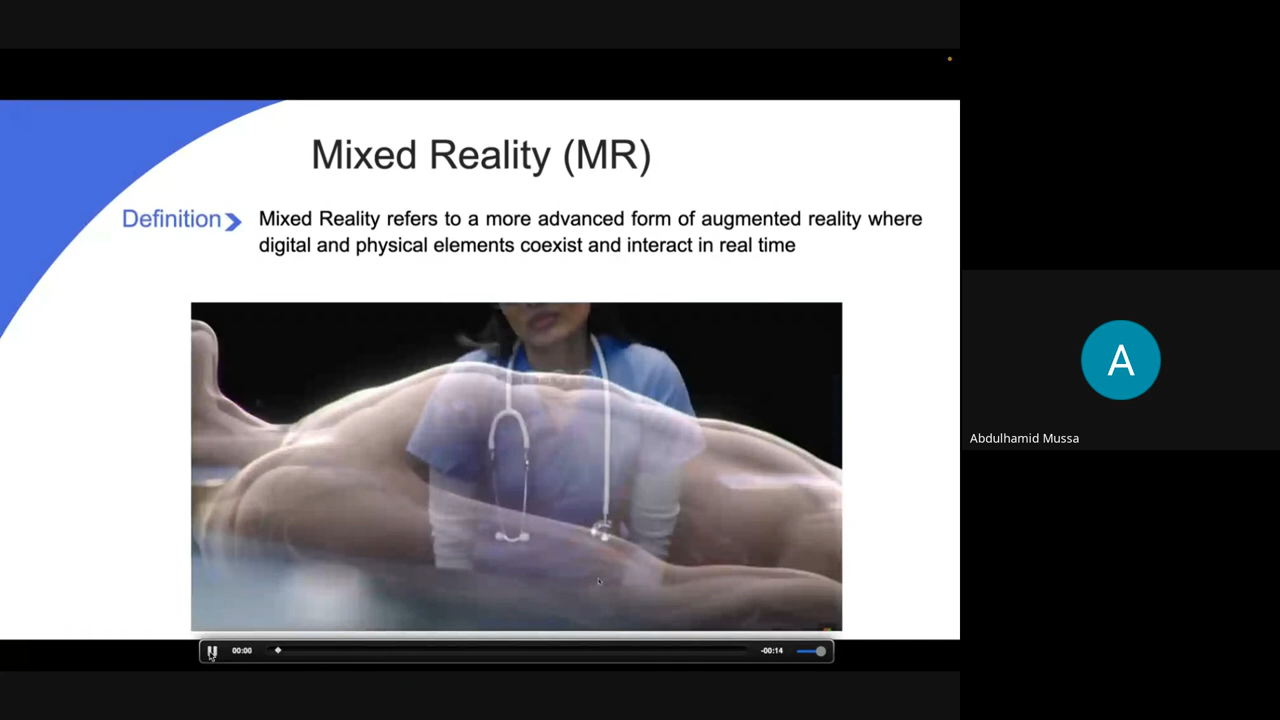 Mixed Reality (MR)
Definition
Mixed Reality refers to a more advanced form of augmented reality where
digital and physical elements coexist and interact in real time
A
Abdulhamid Mussa
00:00
-00:14